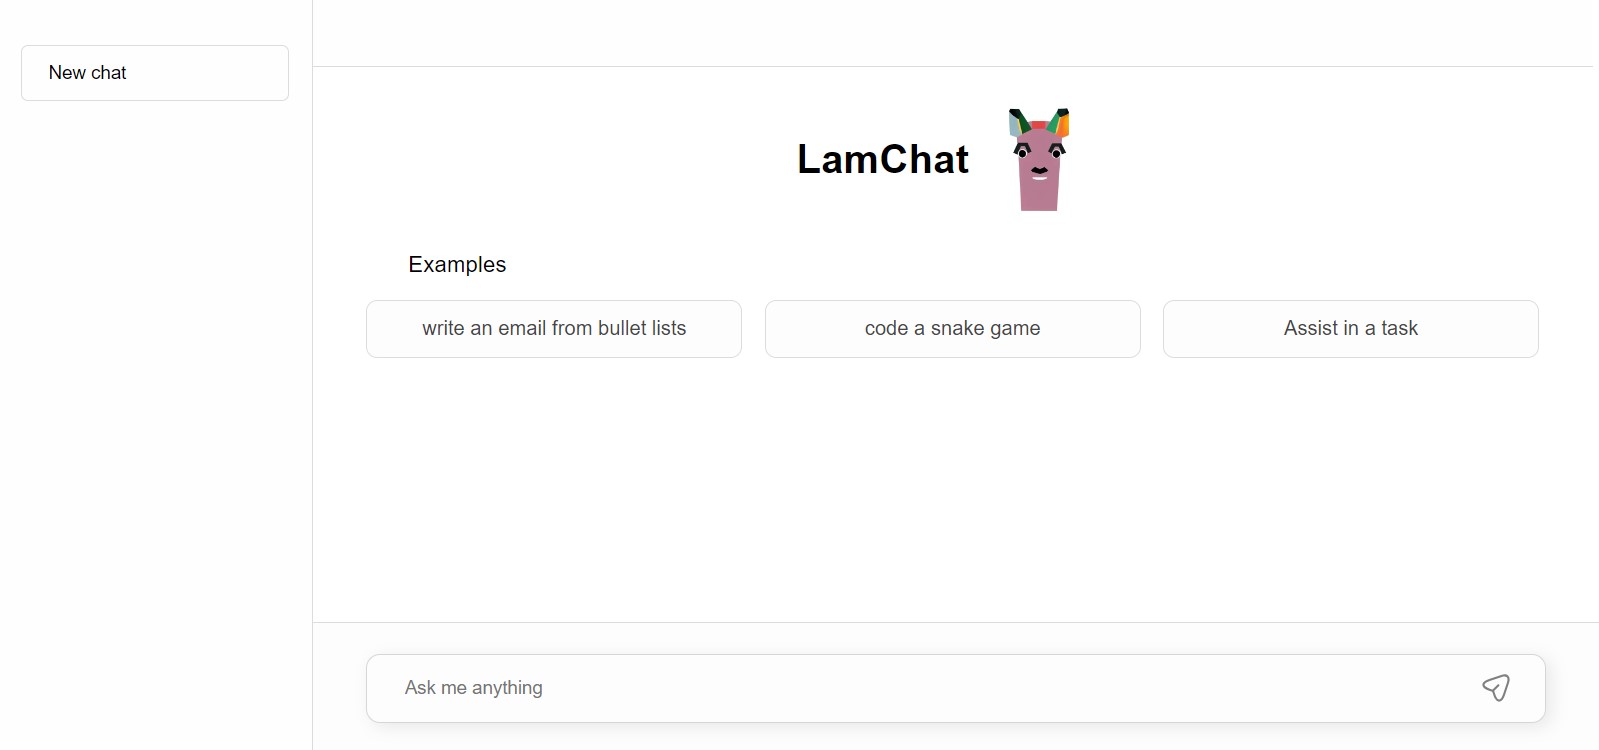 New chat
LamChat
Examples
write an email from bullet lists
code a snake game
Assist in a task
Ask me anything